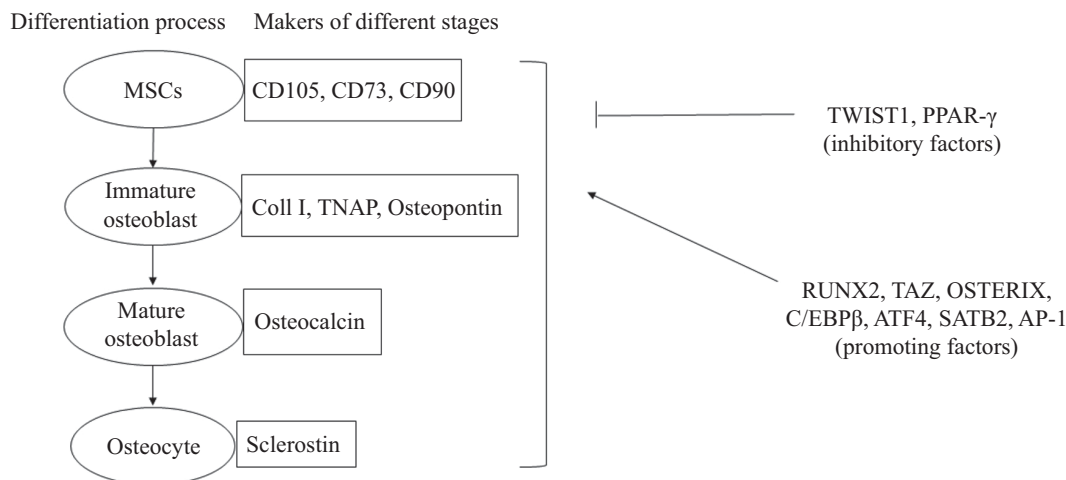 Differentiation process
Makers of different stages
MSCs
CD105, CD73, CD90
Immature
osteoblast
Coll I, TNAP, Osteopontin
Mature
osteoblast
Osteocalcin
Osteocyte
Sclerostin
TWIST1, PPAR-γ
(inhibitory factors)
RUNX2, TAZ, OSTERIX,
C/EBPβ, ATF4, SATB2, AP-1
(promoting factors)